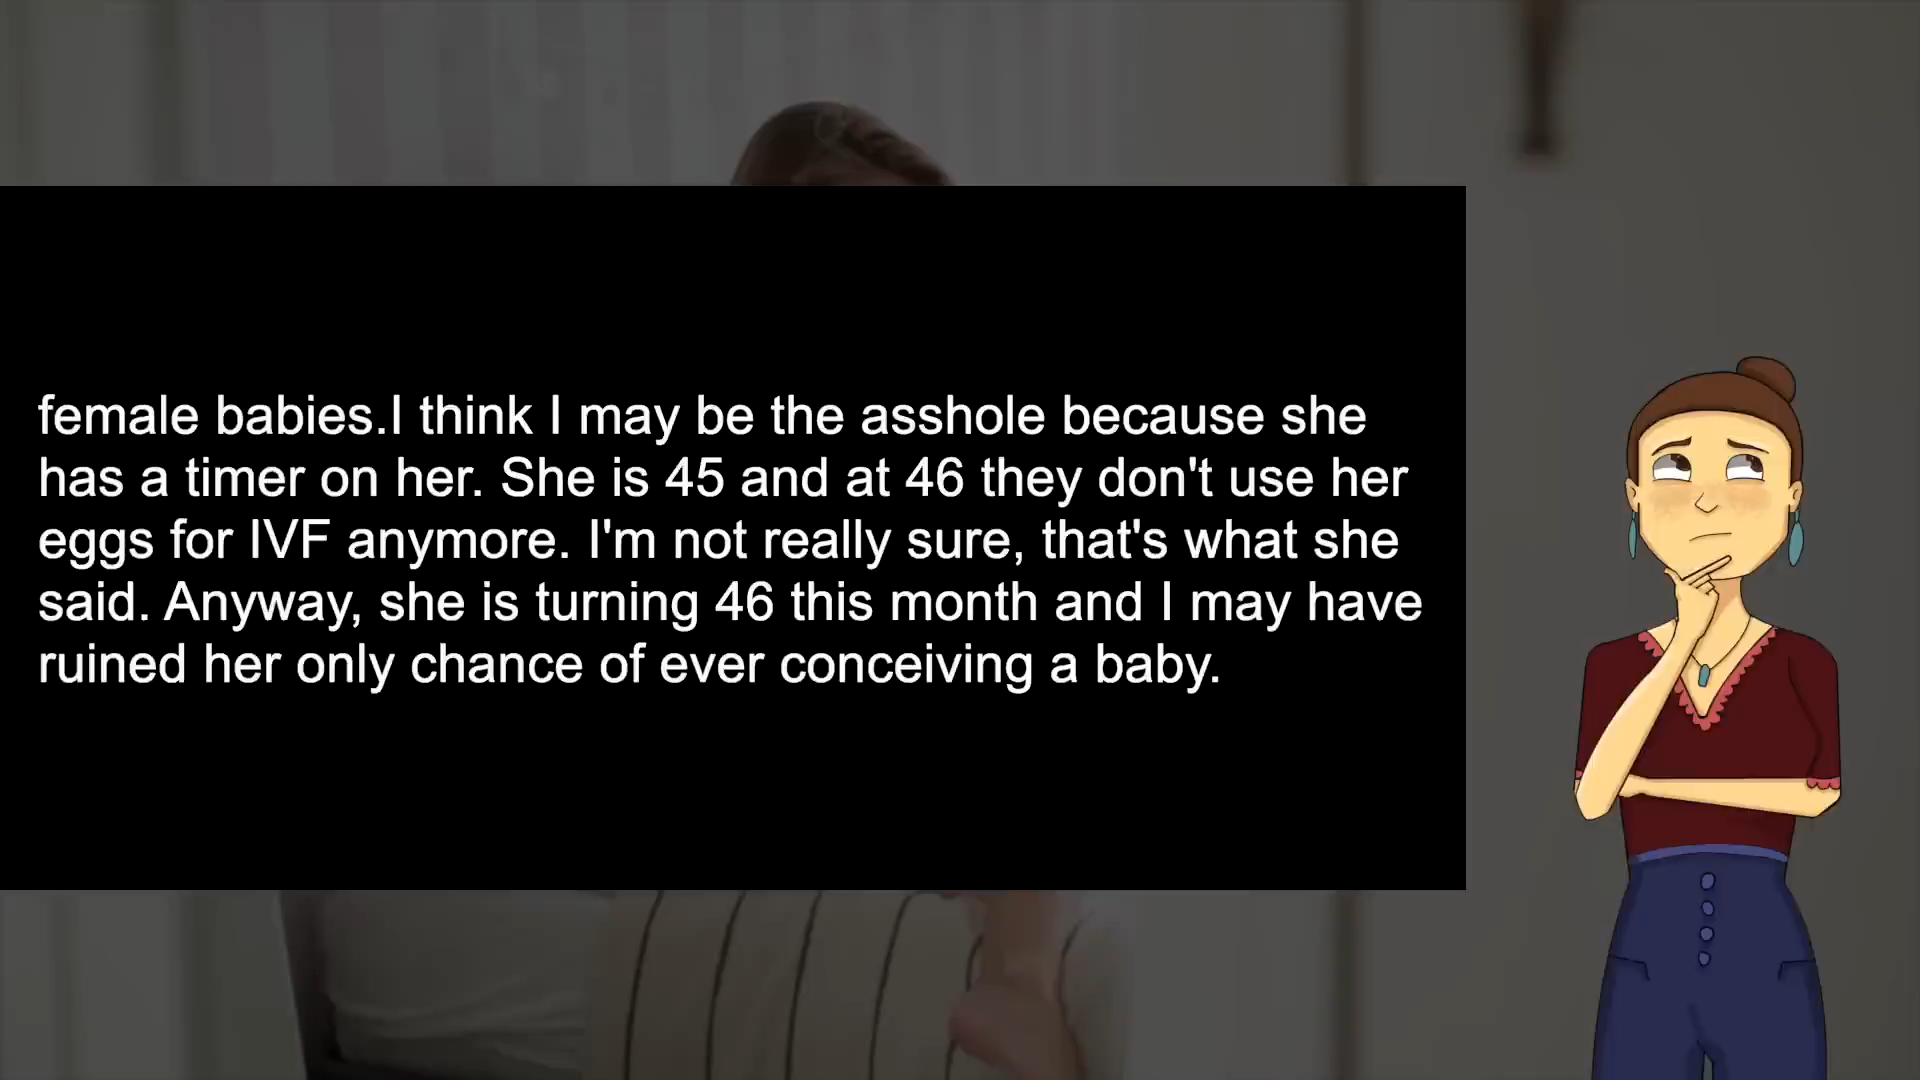 female babies.I think I may be the asshole because she
has a timer on her. She is 45 and at 46 they don't use her
eggs for IVF anymore. I'm not really sure, that's what she
said. Anyway, she is turning 46 this month and I may have
ruined her only chance of ever conceiving a baby.